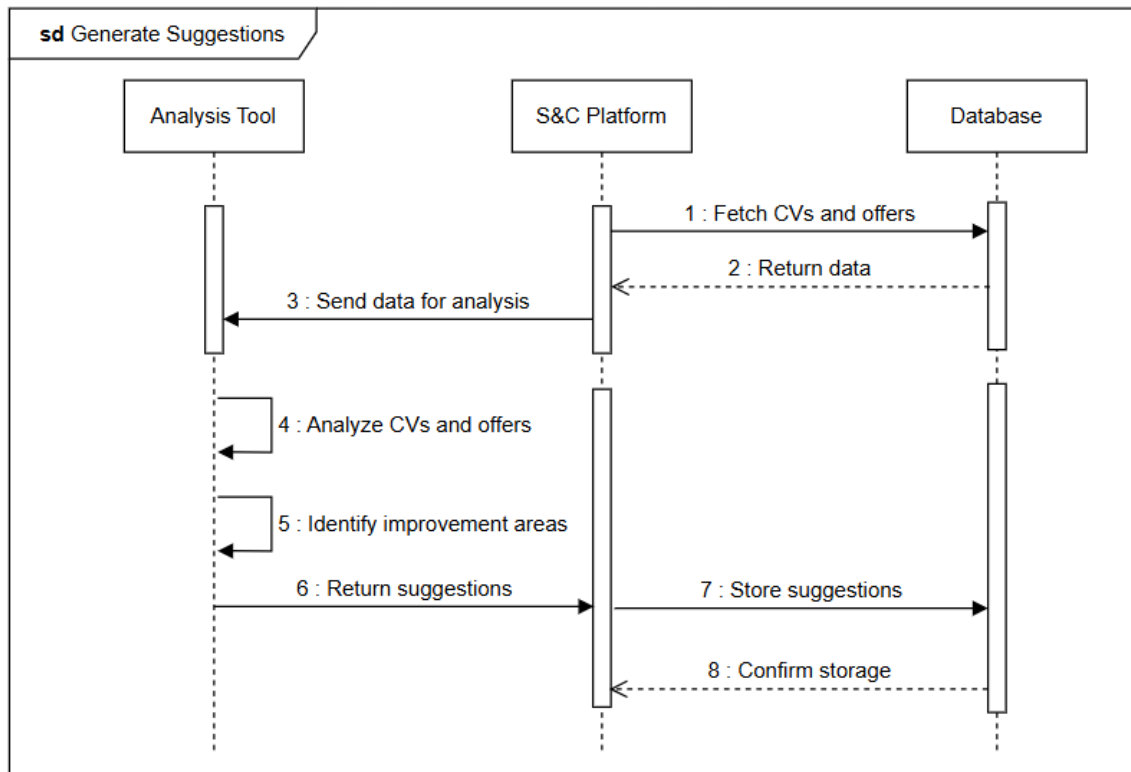 sd Generate Suggestions
Analysis Tool
S&C Platform
Database
1 : Fetch CVs and offers
2 : Return data
3 : Send data for analysis
4 : Analyze CVs and offers
5 : Identify improvement areas
6 : Return suggestions
7 : Store suggestions
8 : Confirm storage